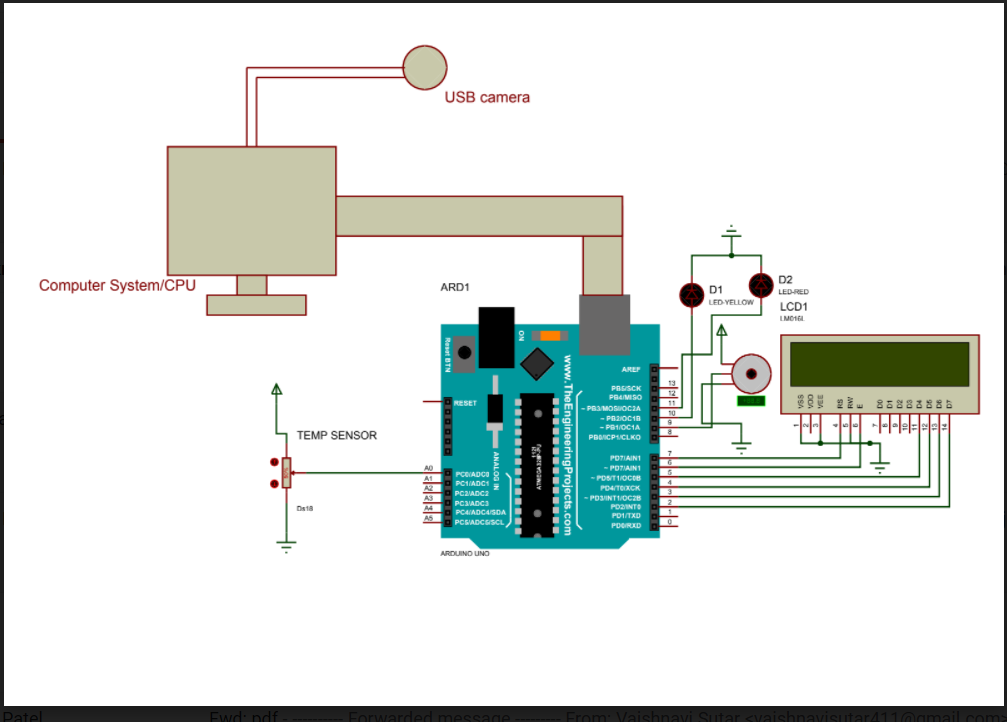 USB camera
Computer System/CPU
ARD1
D1
LED-YELLOW
D2
LED-RED
LCD1
LM016L
ON
Reset BTN
www.TheEngineeringProjects.com
ANALOG IN
AREF
PB5/SCK
13
PB4/MISO
12
~ PB3/MOSI/OC2A
11
~ PB2/OC1B
10
~ PB1/OC1A
9
PB0/ICP1/CLKO
8
PD7/AIN1
7
~ PD7/AIN1
6
~ PD5/T1/OC0B
5
PD4/T0/XCK
4
~ PD3/INT1/OC2B
3
PD2/INT0
2
PD1/TXD
1
PD0/RXD
0
RESET
TEMP SENSOR
Ds18
A0
PC0/ADC0
A1
PC1/ADC1
A2
PC2/ADC2
A3
PC3/ADC3
A4
PC4/ADC4/SDA
A5
PC5/ADC5/SCL
ARDUINO UNO
VSS VDD VEE RS RW E D0 D1 D2 D3 D4 D5 D6 D7
1 2 3 4 5 6 7 8 9 10 11 12 13 14
Patel Fwd: pdf - ——— Forwarded message ——— From: Vaishnavi Sutar <vaishnavisutar411@gmail.com